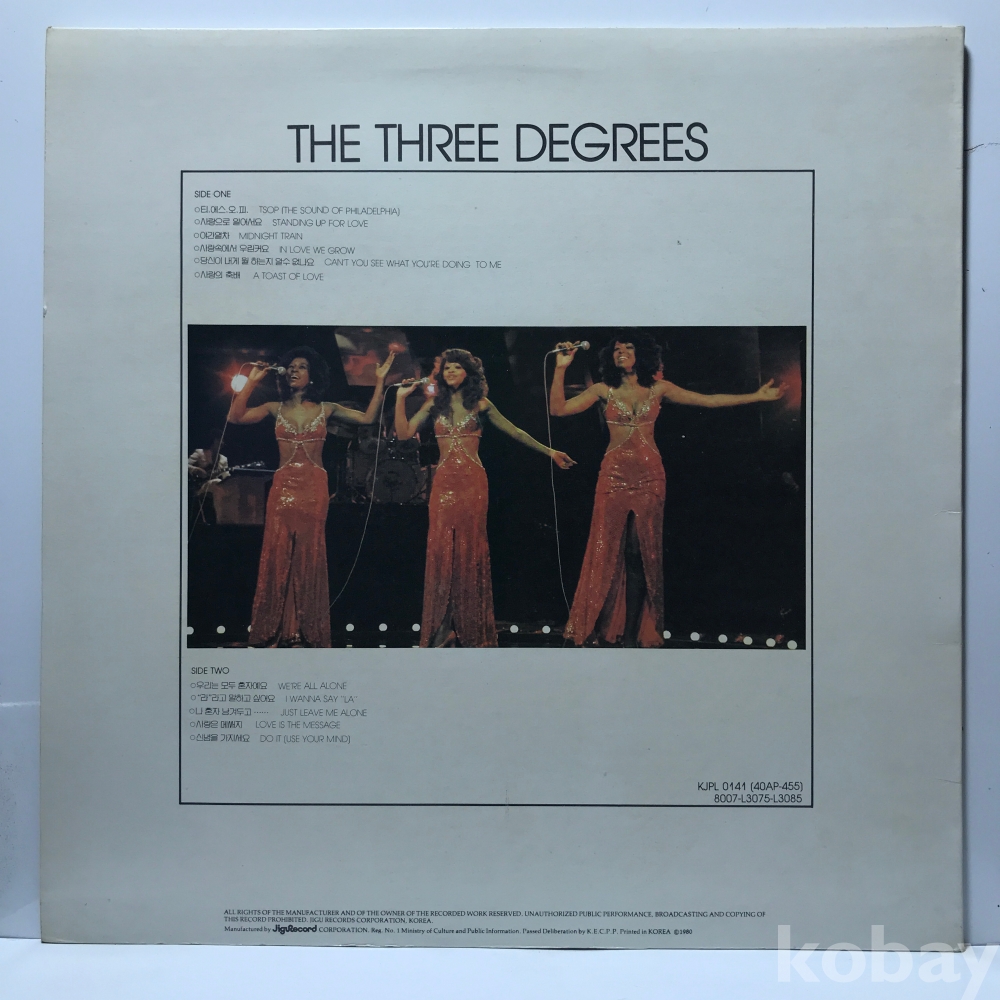 THE THREE DEGREES
SIDE ONE
○티.에스.오.피. TSOP (THE SOUND OF PHILADELPHIA)
○사랑으로 일어서요 STANDING UP FOR LOVE
○야간열차 MIDNIGHT TRAIN
○사랑속에서 우린커요 IN LOVE WE GROW
○당신이 내게 뭘 하는지 알수 없나요 CAN'T YOU SEE WHAT YOU'RE DOING TO ME
○사랑의 축배 A TOAST OF LOVE
SIDE TWO
○우리는 모두 혼자예요 WE'RE ALL ALONE
○"라"라고 말하고 싶어요 I WANNA SAY "LA"
○나 혼자 남겨두고…… JUST LEAVE ME ALONE
○사랑은 메쎄지 LOVE IS THE MESSAGE
○신념을 가지세요 DO IT (USE YOUR MIND)
KJPL 0141 (40AP-455)
8007-L3075-L3085
ALL RIGHTS OF THE MANUFACTURER AND OF THE OWNER OF THE RECORDED WORK RESERVED. UNAUTHORIZED PUBLIC PERFORMANCE, BROADCASTING AND COPYING OF
THIS RECORD PROHIBITED. JIGU RECORDS CORPORATION, KOREA.
Manufactured by JiguRecord CORPORATION. Reg. No. 1 Ministry of Culture and Public Information. Passed Deliberation by K.E.C.P.P. Printed in KOREA ©1980
kobay